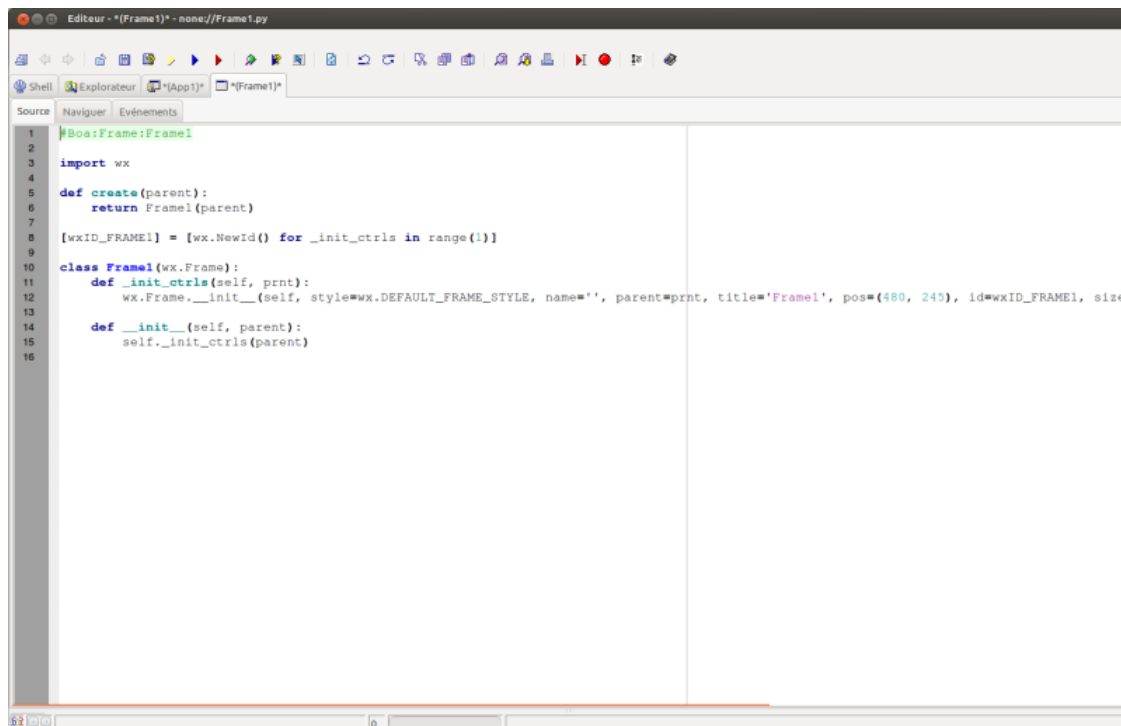 Editeur - *(Frame1)* - none://Frame1.py
Shell Explorateur *(App1)* *(Frame1)*
Source Naviguer Evénements
1 #Boa:Frame:Frame1
2
3 import wx
4
5 def create(parent):
6     return Frame1(parent)
7
8 [wxID_FRAME1] = [wx.NewId() for _init_ctrls in range(1)]
9
10 class Frame1(wx.Frame):
11     def _init_ctrls(self, prnt):
12         wx.Frame.__init__(self, style=wx.DEFAULT_FRAME_STYLE, name='', parent=prnt, title='Frame1', pos=(480, 245), id=wxID_FRAME1, size
13
14     def __init__(self, parent):
15         self._init_ctrls(parent)
16
0